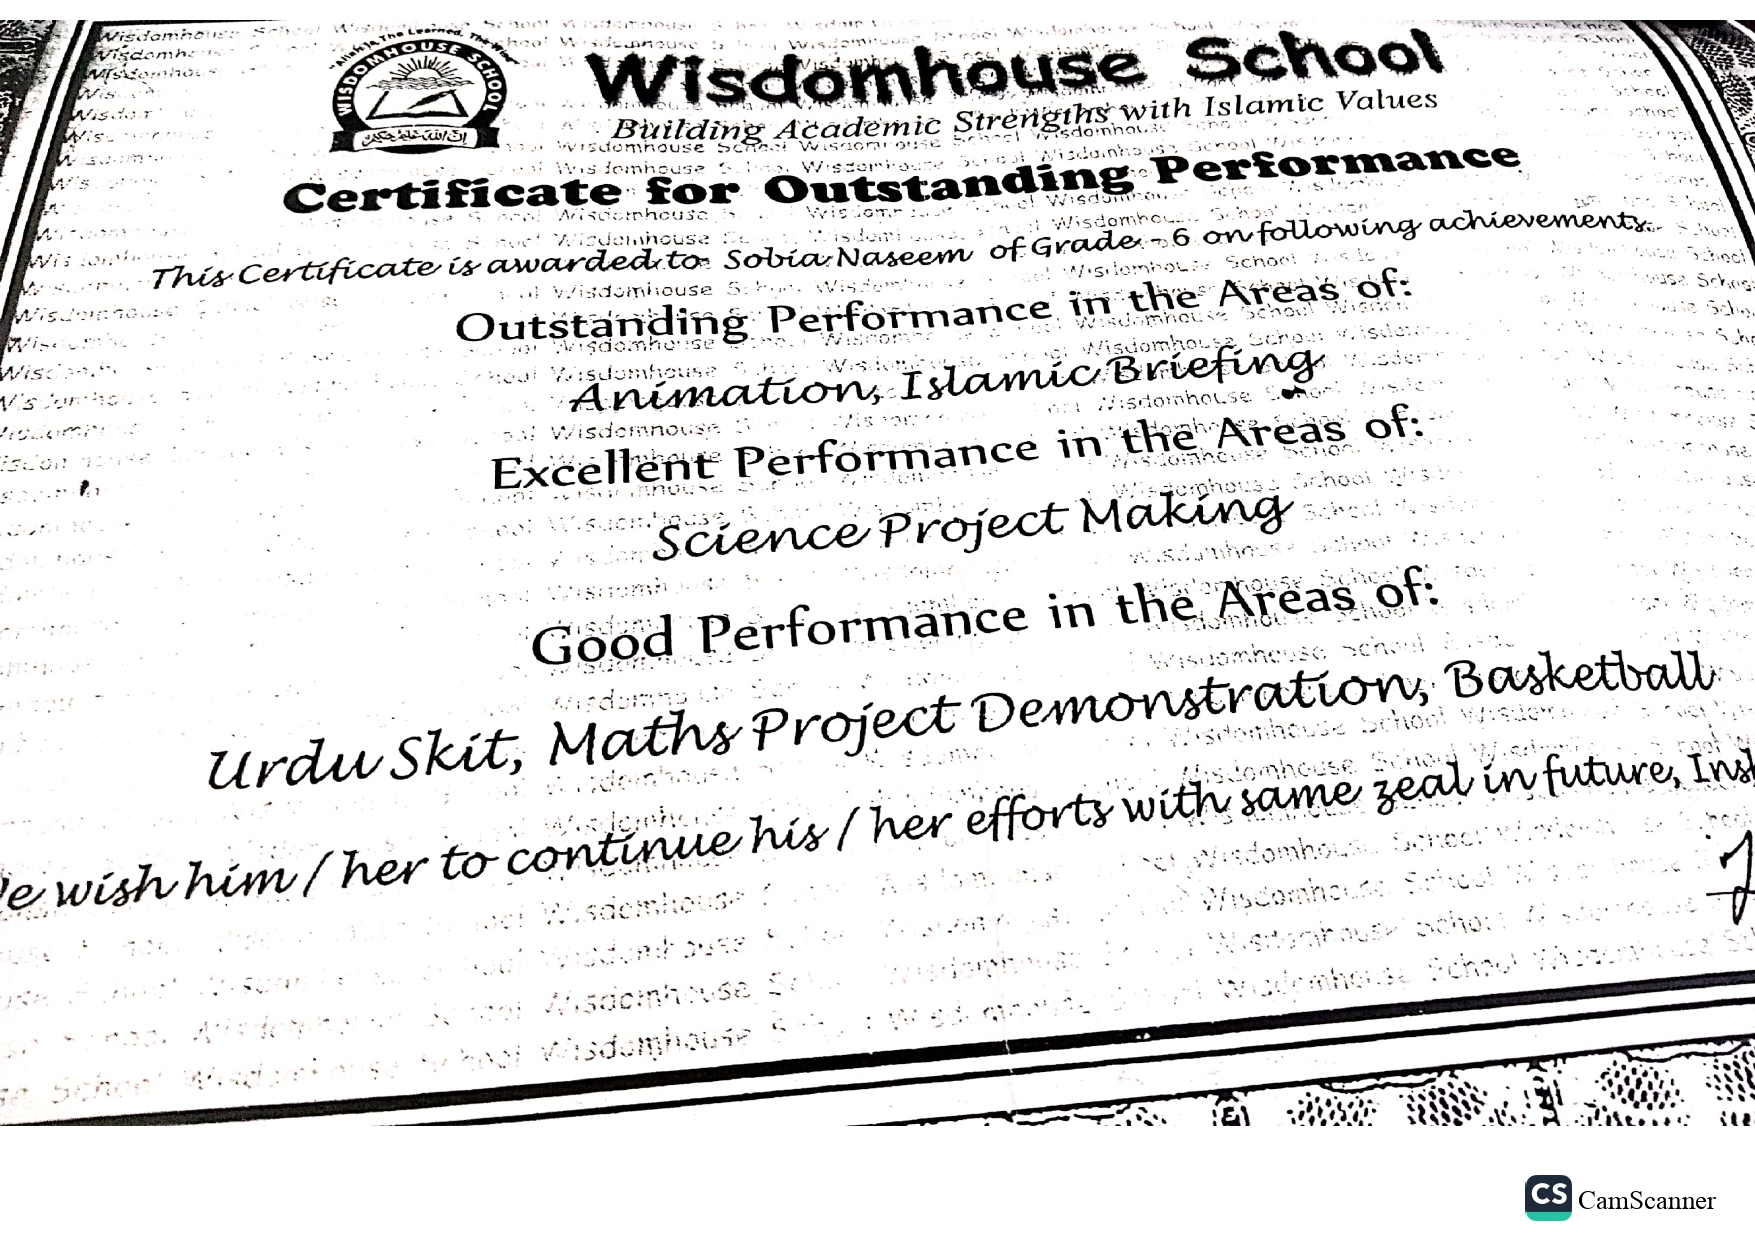 "Allah Is The Learned, The Wise"
WISDOMHOUSE SCHOOL
Wisdomhouse School
Building Academic Strengths with Islamic Values
Certificate for Outstanding Performance
This Certificate is awarded to Sobia Naseem of Grade - 6 on following achievements.
Outstanding Performance in the Areas of:
Animation, Islamic Briefing
Excellent Performance in the Areas of:
Science Project Making
Good Performance in the Areas of:
Urdu Skit, Maths Project Demonstration, Basketball
wish him / her to continue his / her efforts with same zeal in future,
CS CamScanner